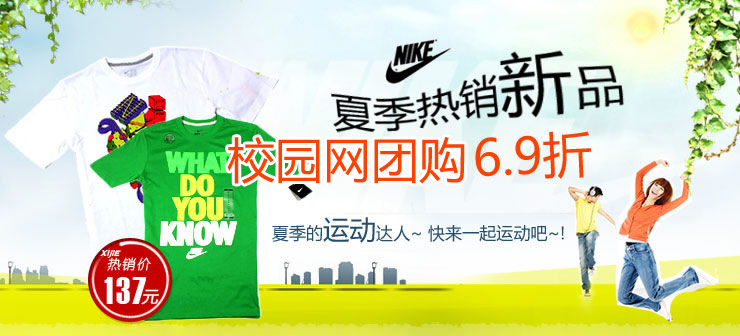 NIKE
夏季热销新品
校园网团购 6.9折
WHAT
DO
YOU
KNOW
夏季的运动达人~ 快来一起运动吧~!
XIJIE
热销价
137元